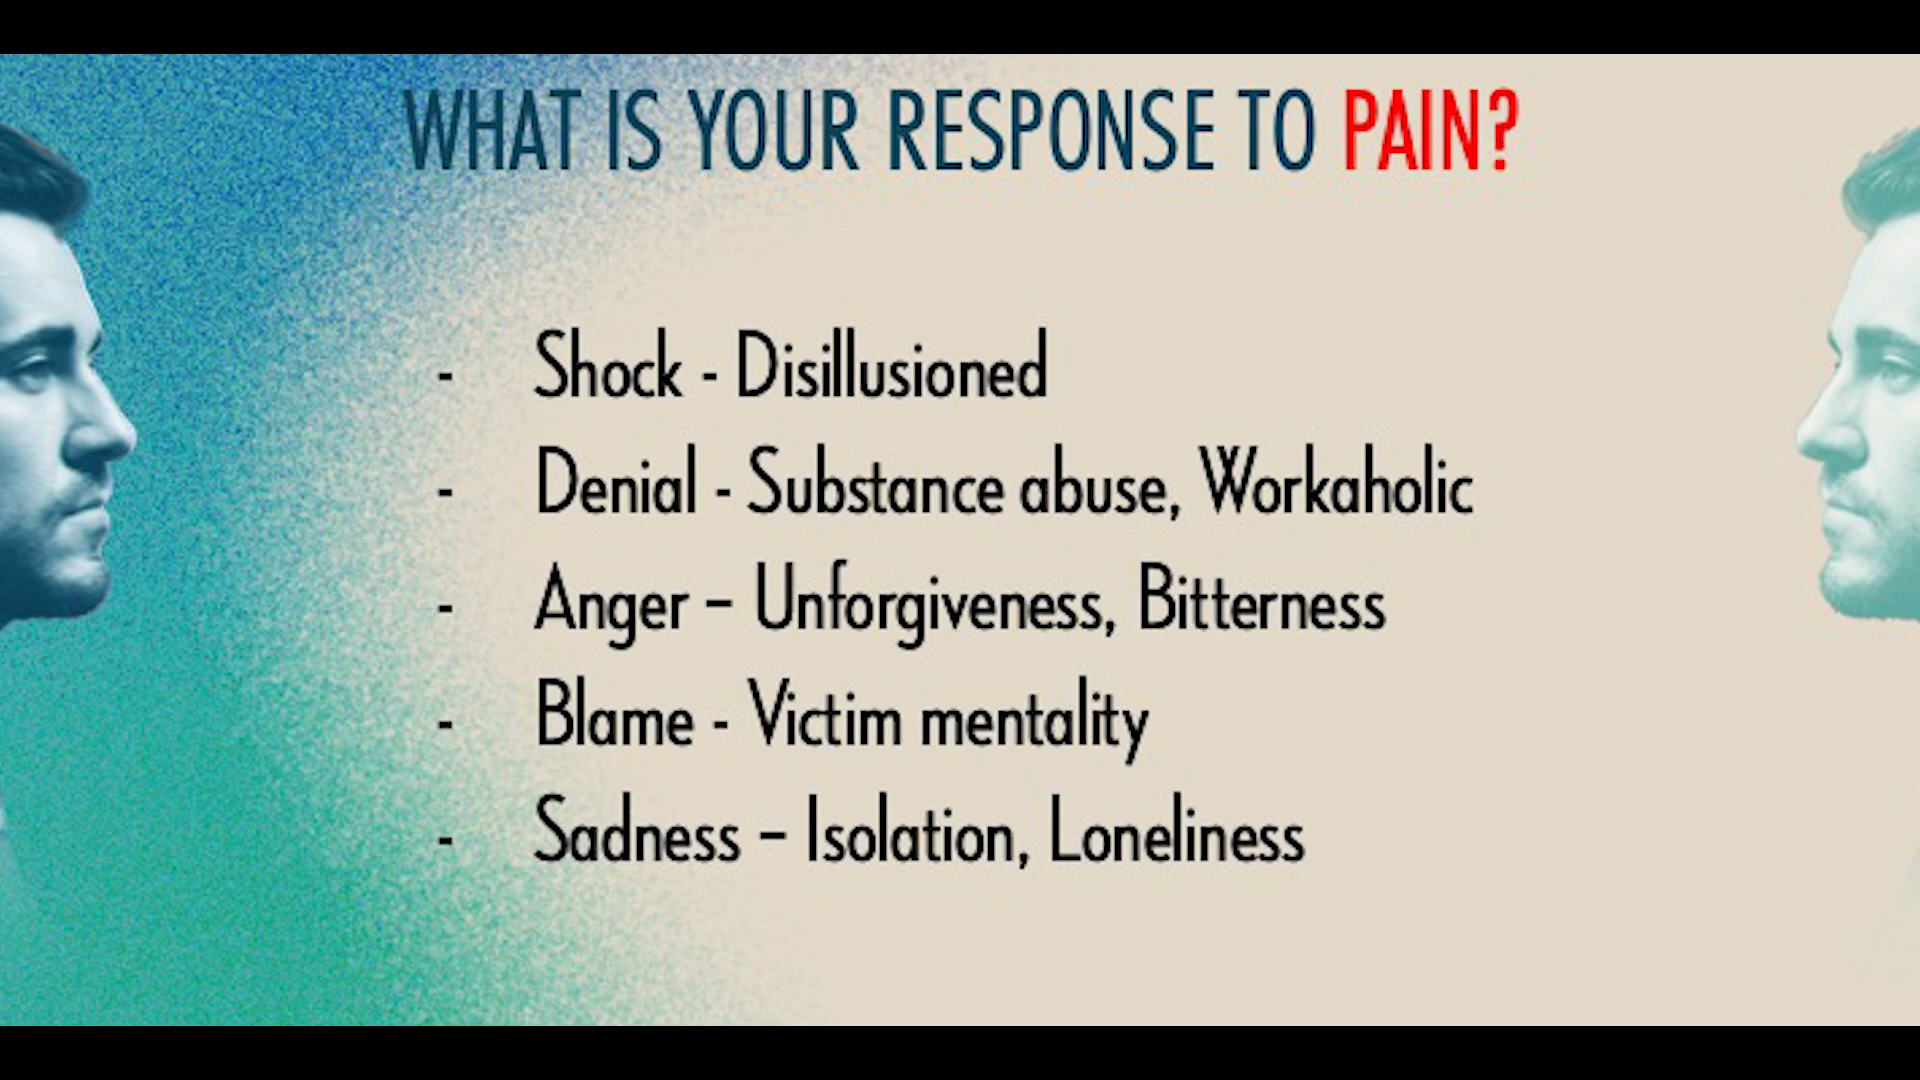 WHAT IS YOUR RESPONSE TO PAIN?
- Shock - Disillusioned
- Denial - Substance abuse, Workaholic
- Anger – Unforgiveness, Bitterness
- Blame - Victim mentality
- Sadness – Isolation, Loneliness